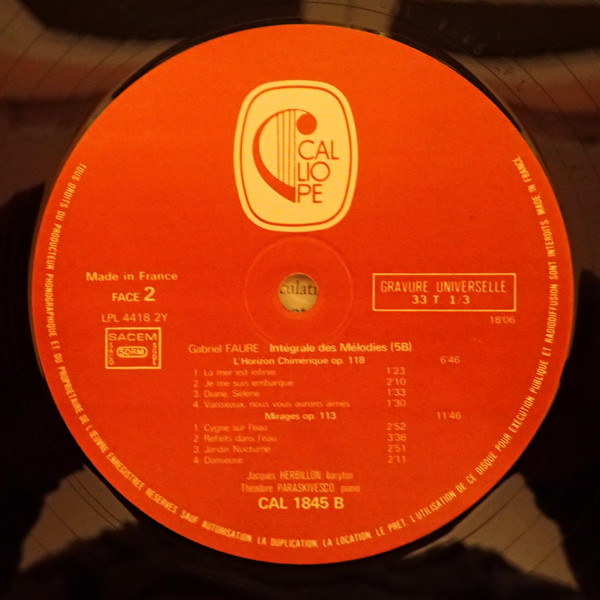 CAL
LIO
PE
Made in France
FACE 2
LPL 4418 2Y
SACEM
SDRM
GRAVURE UNIVERSELLE
33 T 1/3
18'06
Gabriel FAURE : Intégrale des Mélodies (5B)
L'Horizon Chimérique op. 118 6'46
1 La mer est infinie 1'23
2 Je me suis embarqué 2'10
3 Diane, Séléné 1'33
4 Vaisseaux, nous vous aurons aimés 1'30
Mirages op. 113 11'46
1 Cygne sur l'eau 2'52
2 Reflets dans l'eau 3'36
3 Jardin Nocturne 2'51
4 Danseuse 2'11
Jacques HERBILLON baryton
Théodore PARASKIVESCO piano
CAL 1845 B
TOUS DROITS DU PRODUCTEUR PHONOGRAPHIQUE ET DU PROPRIETAIRE DE L'ŒUVRE ENREGISTREE RESERVES. SAUF AUTORISATION. LA DUPLICATION. LA LOCATION. LE PRET. L'UTILISATION DE CE DISQUE POUR EXECUTION PUBLIQUE ET RADIODIFFUSION SONT INTERDITS MADE IN FRANCE.
culati